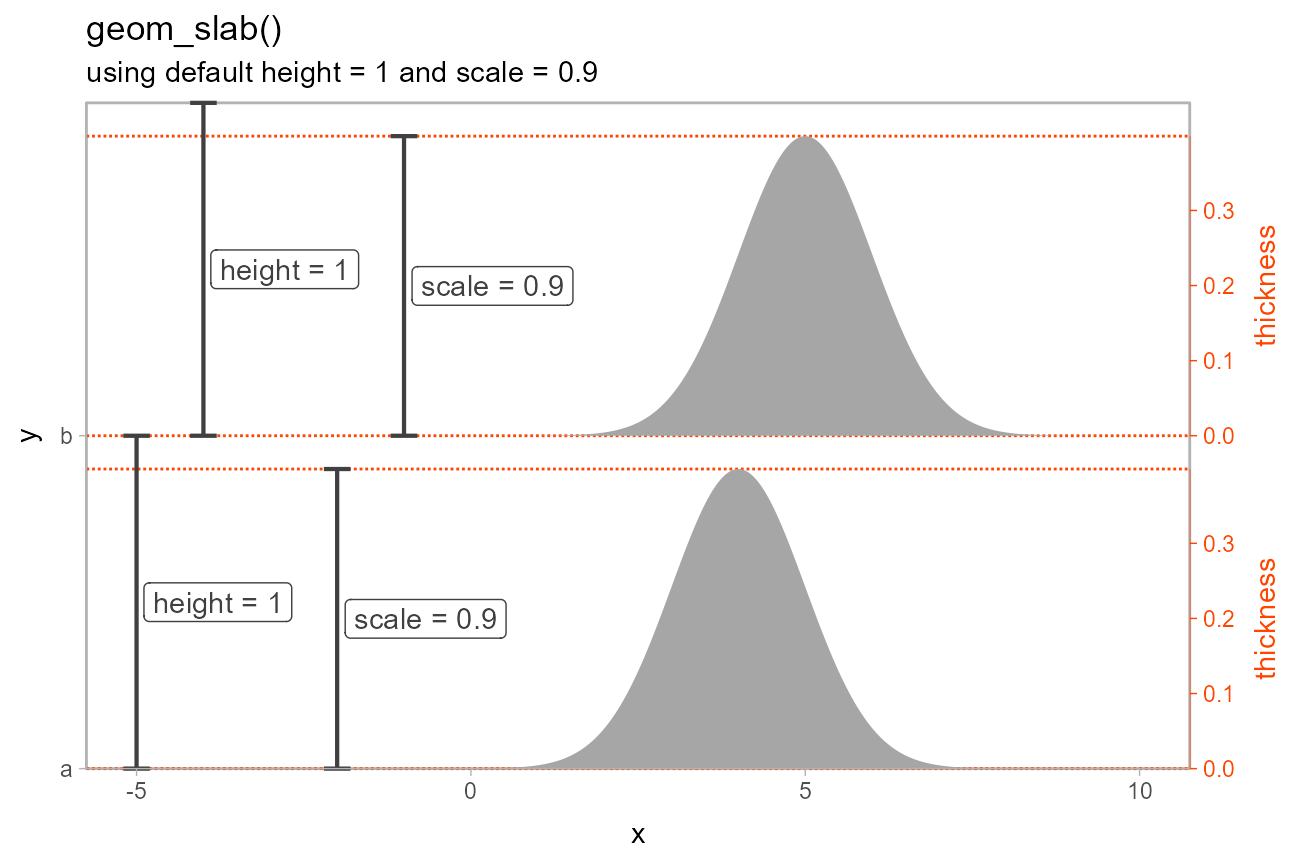 geom_slab()
using default height = 1 and scale = 0.9
height = 1
scale = 0.9
0.3
0.2
0.1
0.0
thickness
y
b
height = 1
scale = 0.9
0.3
0.2
0.1
0.0
thickness
a
-5
0
5
10
x